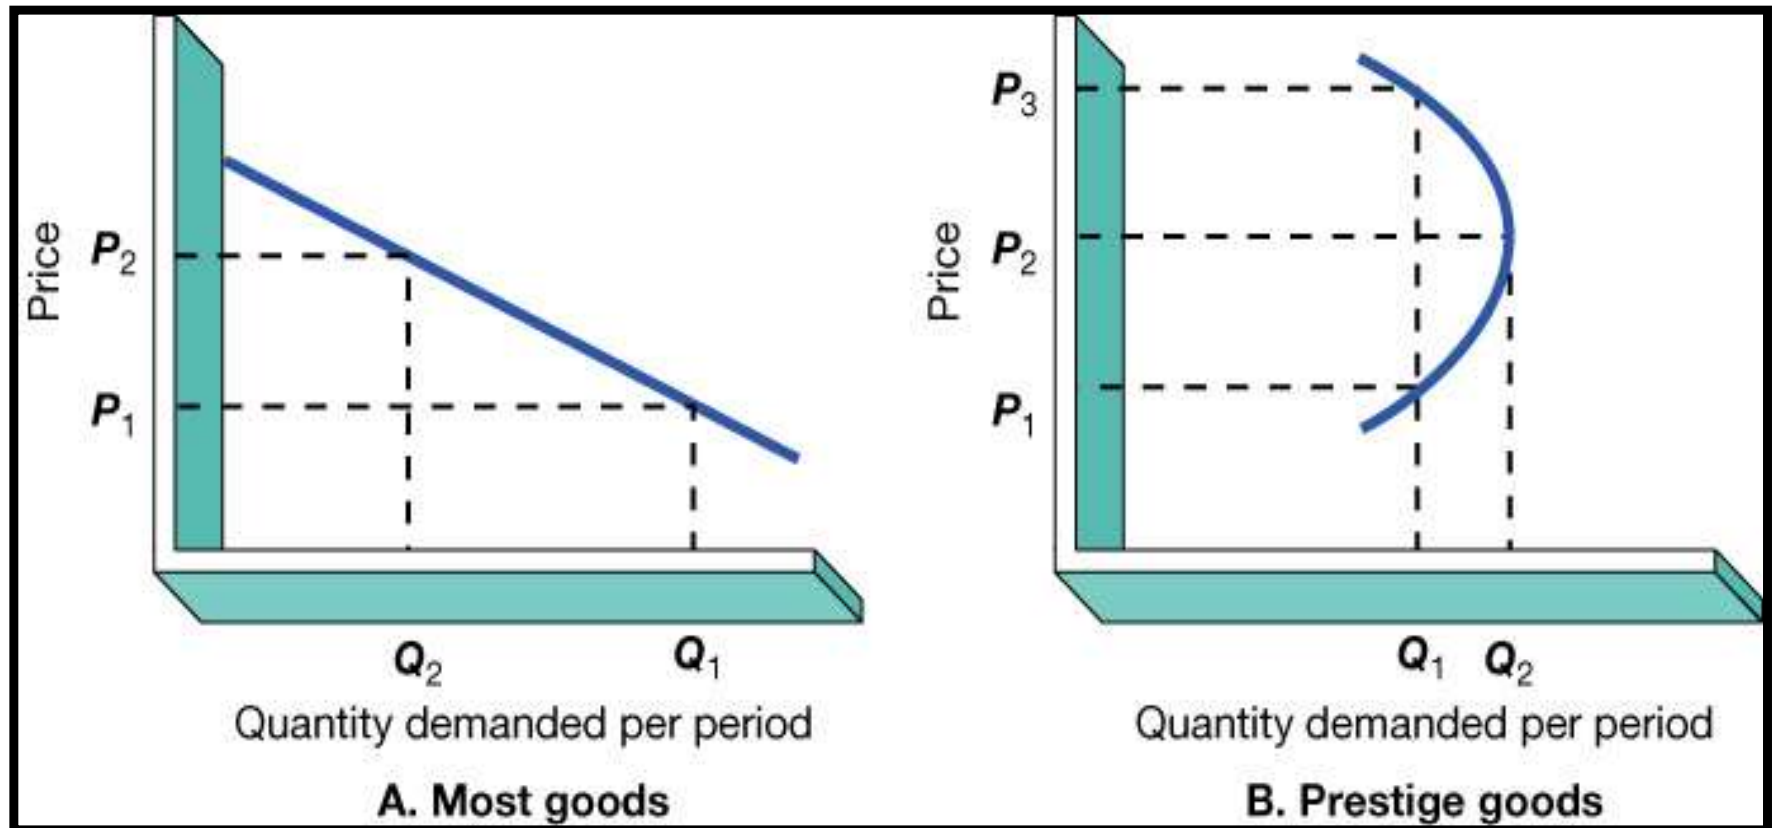 Price
P₂
P₁
Q₂
Q₁
Quantity demanded per period
A. Most goods
Price
P₃
P₂
P₁
Q₁
Q₂
Quantity demanded per period
B. Prestige goods